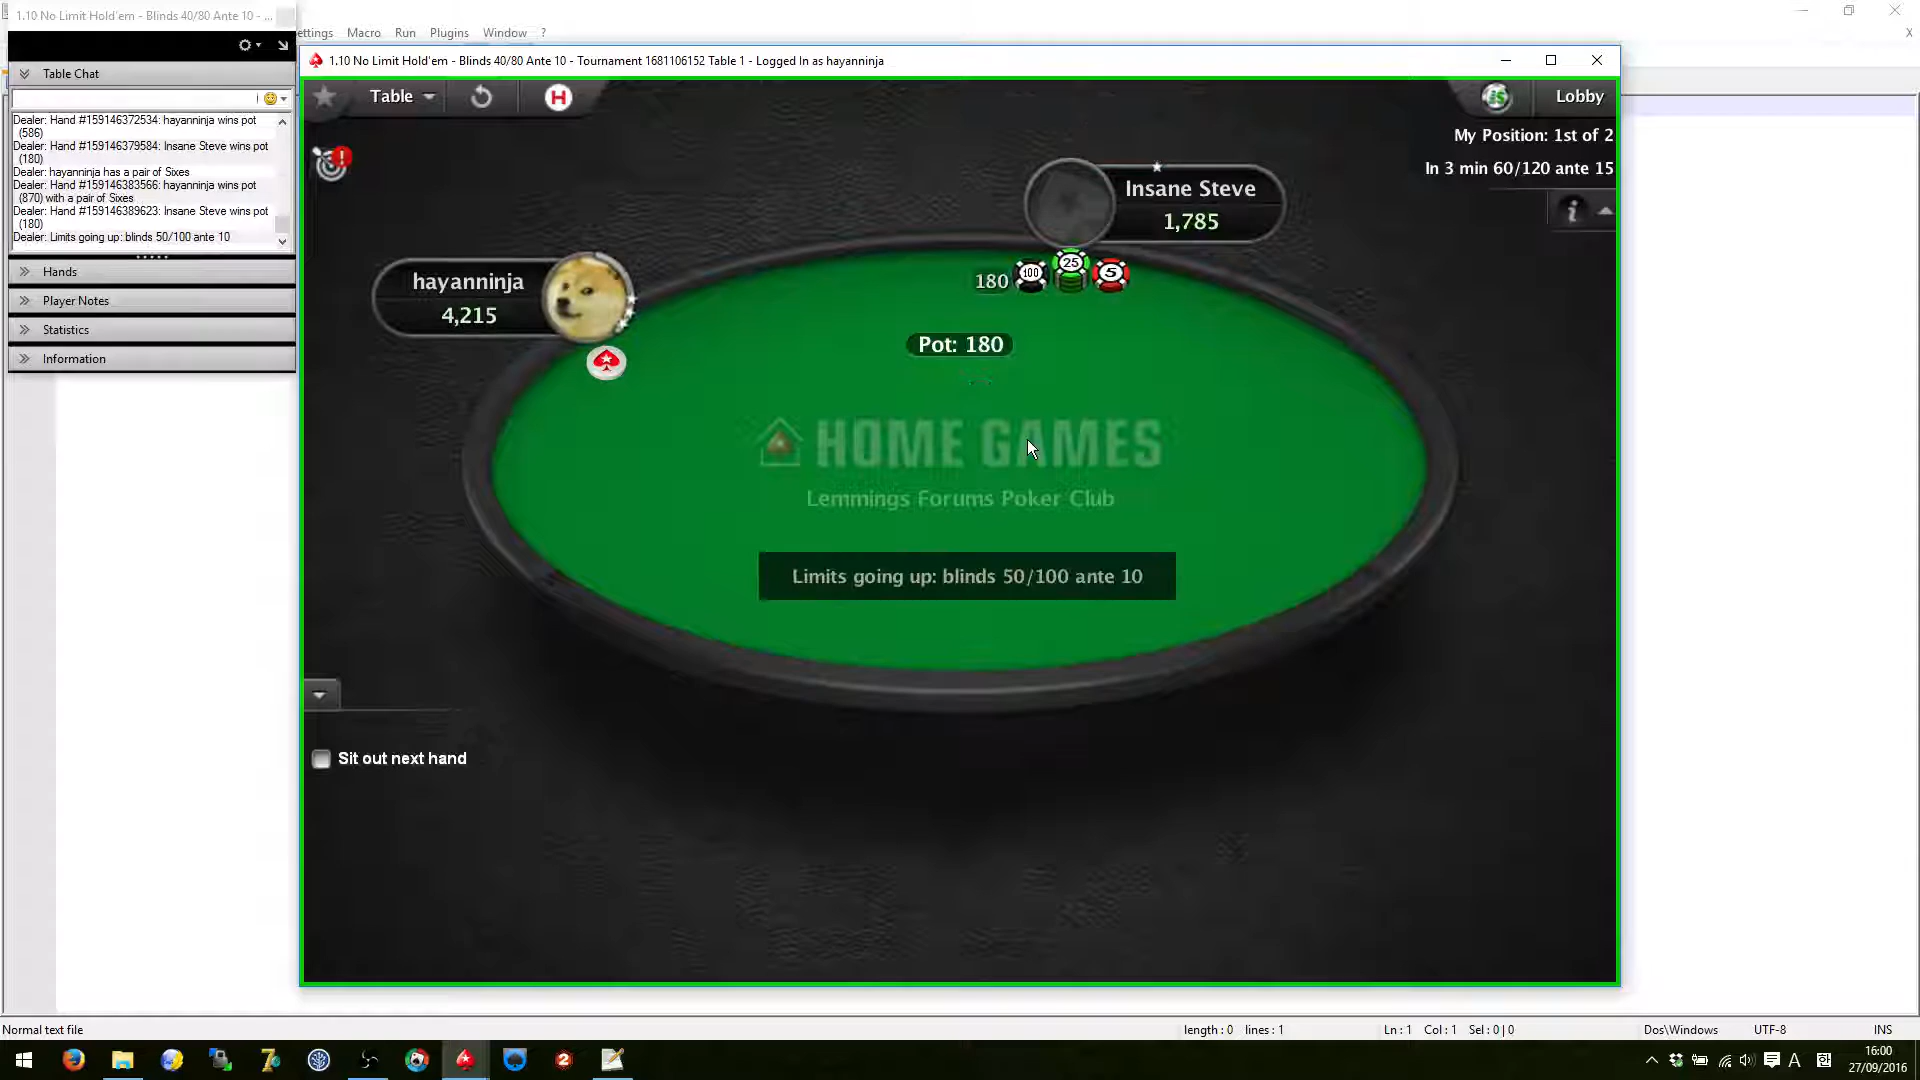 1.10 No Limit Hold'em - Blinds 40/80 Ante 10 - ...
ettings Macro Run Plugins Window ?
X
Table Chat
Dealer: Hand #159146372534: hayanninja wins pot
(586)
Dealer: Hand #159146379584: Insane Steve wins pot
(180)
Dealer: hayanninja has a pair of Sixes
Dealer: Hand #159146383566: hayanninja wins pot
(870) with a pair of Sixes
Dealer: Hand #159146389623: Insane Steve wins pot
(180)
Dealer: Limits going up: blinds 50/100 ante 10
Hands
Player Notes
Statistics
Information
1.10 No Limit Hold'em - Blinds 40/80 Ante 10 - Tournament 1681106152 Table 1 - Logged In as hayanninja
Table
H
Lobby
My Position: 1st of 2
In 3 min 60/120 ante 15
i
!
Insane Steve
1,785
hayanninja
4,215
180
100
25
5
Pot: 180
HOME GAMES
Lemmings Forums Poker Club
Limits going up: blinds 50/100 ante 10
Sit out next hand
Normal text file
length : 0 lines : 1
Ln : 1 Col : 1 Sel : 0 | 0
Dos\Windows
UTF-8
INS
A
16:00
27/09/2016